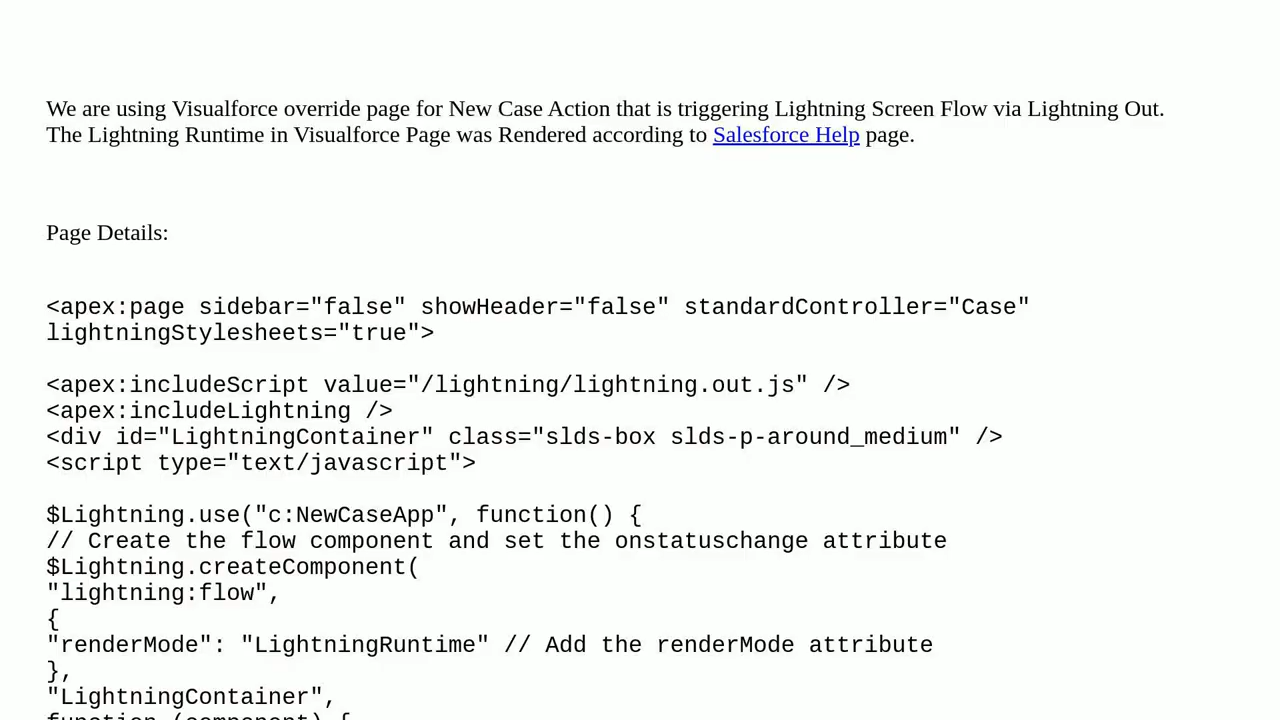 We are using Visualforce override page for New Case Action that is triggering Lightning Screen Flow via Lightning Out.
The Lightning Runtime in Visualforce Page was Rendered according to Salesforce Help page.
Page Details:
<apex:page sidebar="false" showHeader="false" standardController="Case"
lightningStylesheets="true">
<apex:includeScript value="/lightning/lightning.out.js" />
<apex:includeLightning />
<div id="LightningContainer" class="slds-box slds-p-around_medium" />
<script type="text/javascript">
$Lightning.use("c:NewCaseApp", function() {
// Create the flow component and set the onstatuschange attribute
$Lightning.createComponent(
"lightning:flow",
{
"renderMode": "LightningRuntime" // Add the renderMode attribute
},
"LightningContainer",
function (component) {